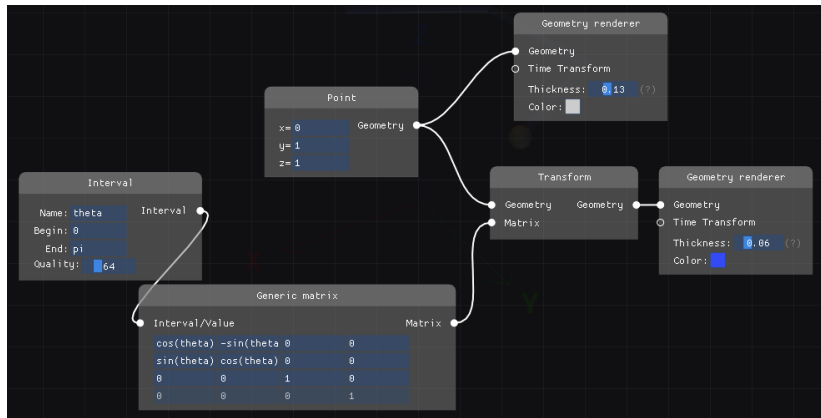 Geometry renderer
Geometry
Time Transform
Thickness: 0.13 (?)
Color:
Point
x= 0 Geometry
y= 1
z= 1
Transform
Geometry Geometry
Matrix
Geometry renderer
Geometry
Time Transform
Thickness: 0.06 (?)
Color:
Interval
Name: theta Interval
Begin: 0
End: pi
Quality: 64
Generic matrix
Interval/Value Matrix
cos(theta) -sin(theta 0 0
sin(theta) cos(theta) 0 0
0 0 1 0
0 0 0 1
Y